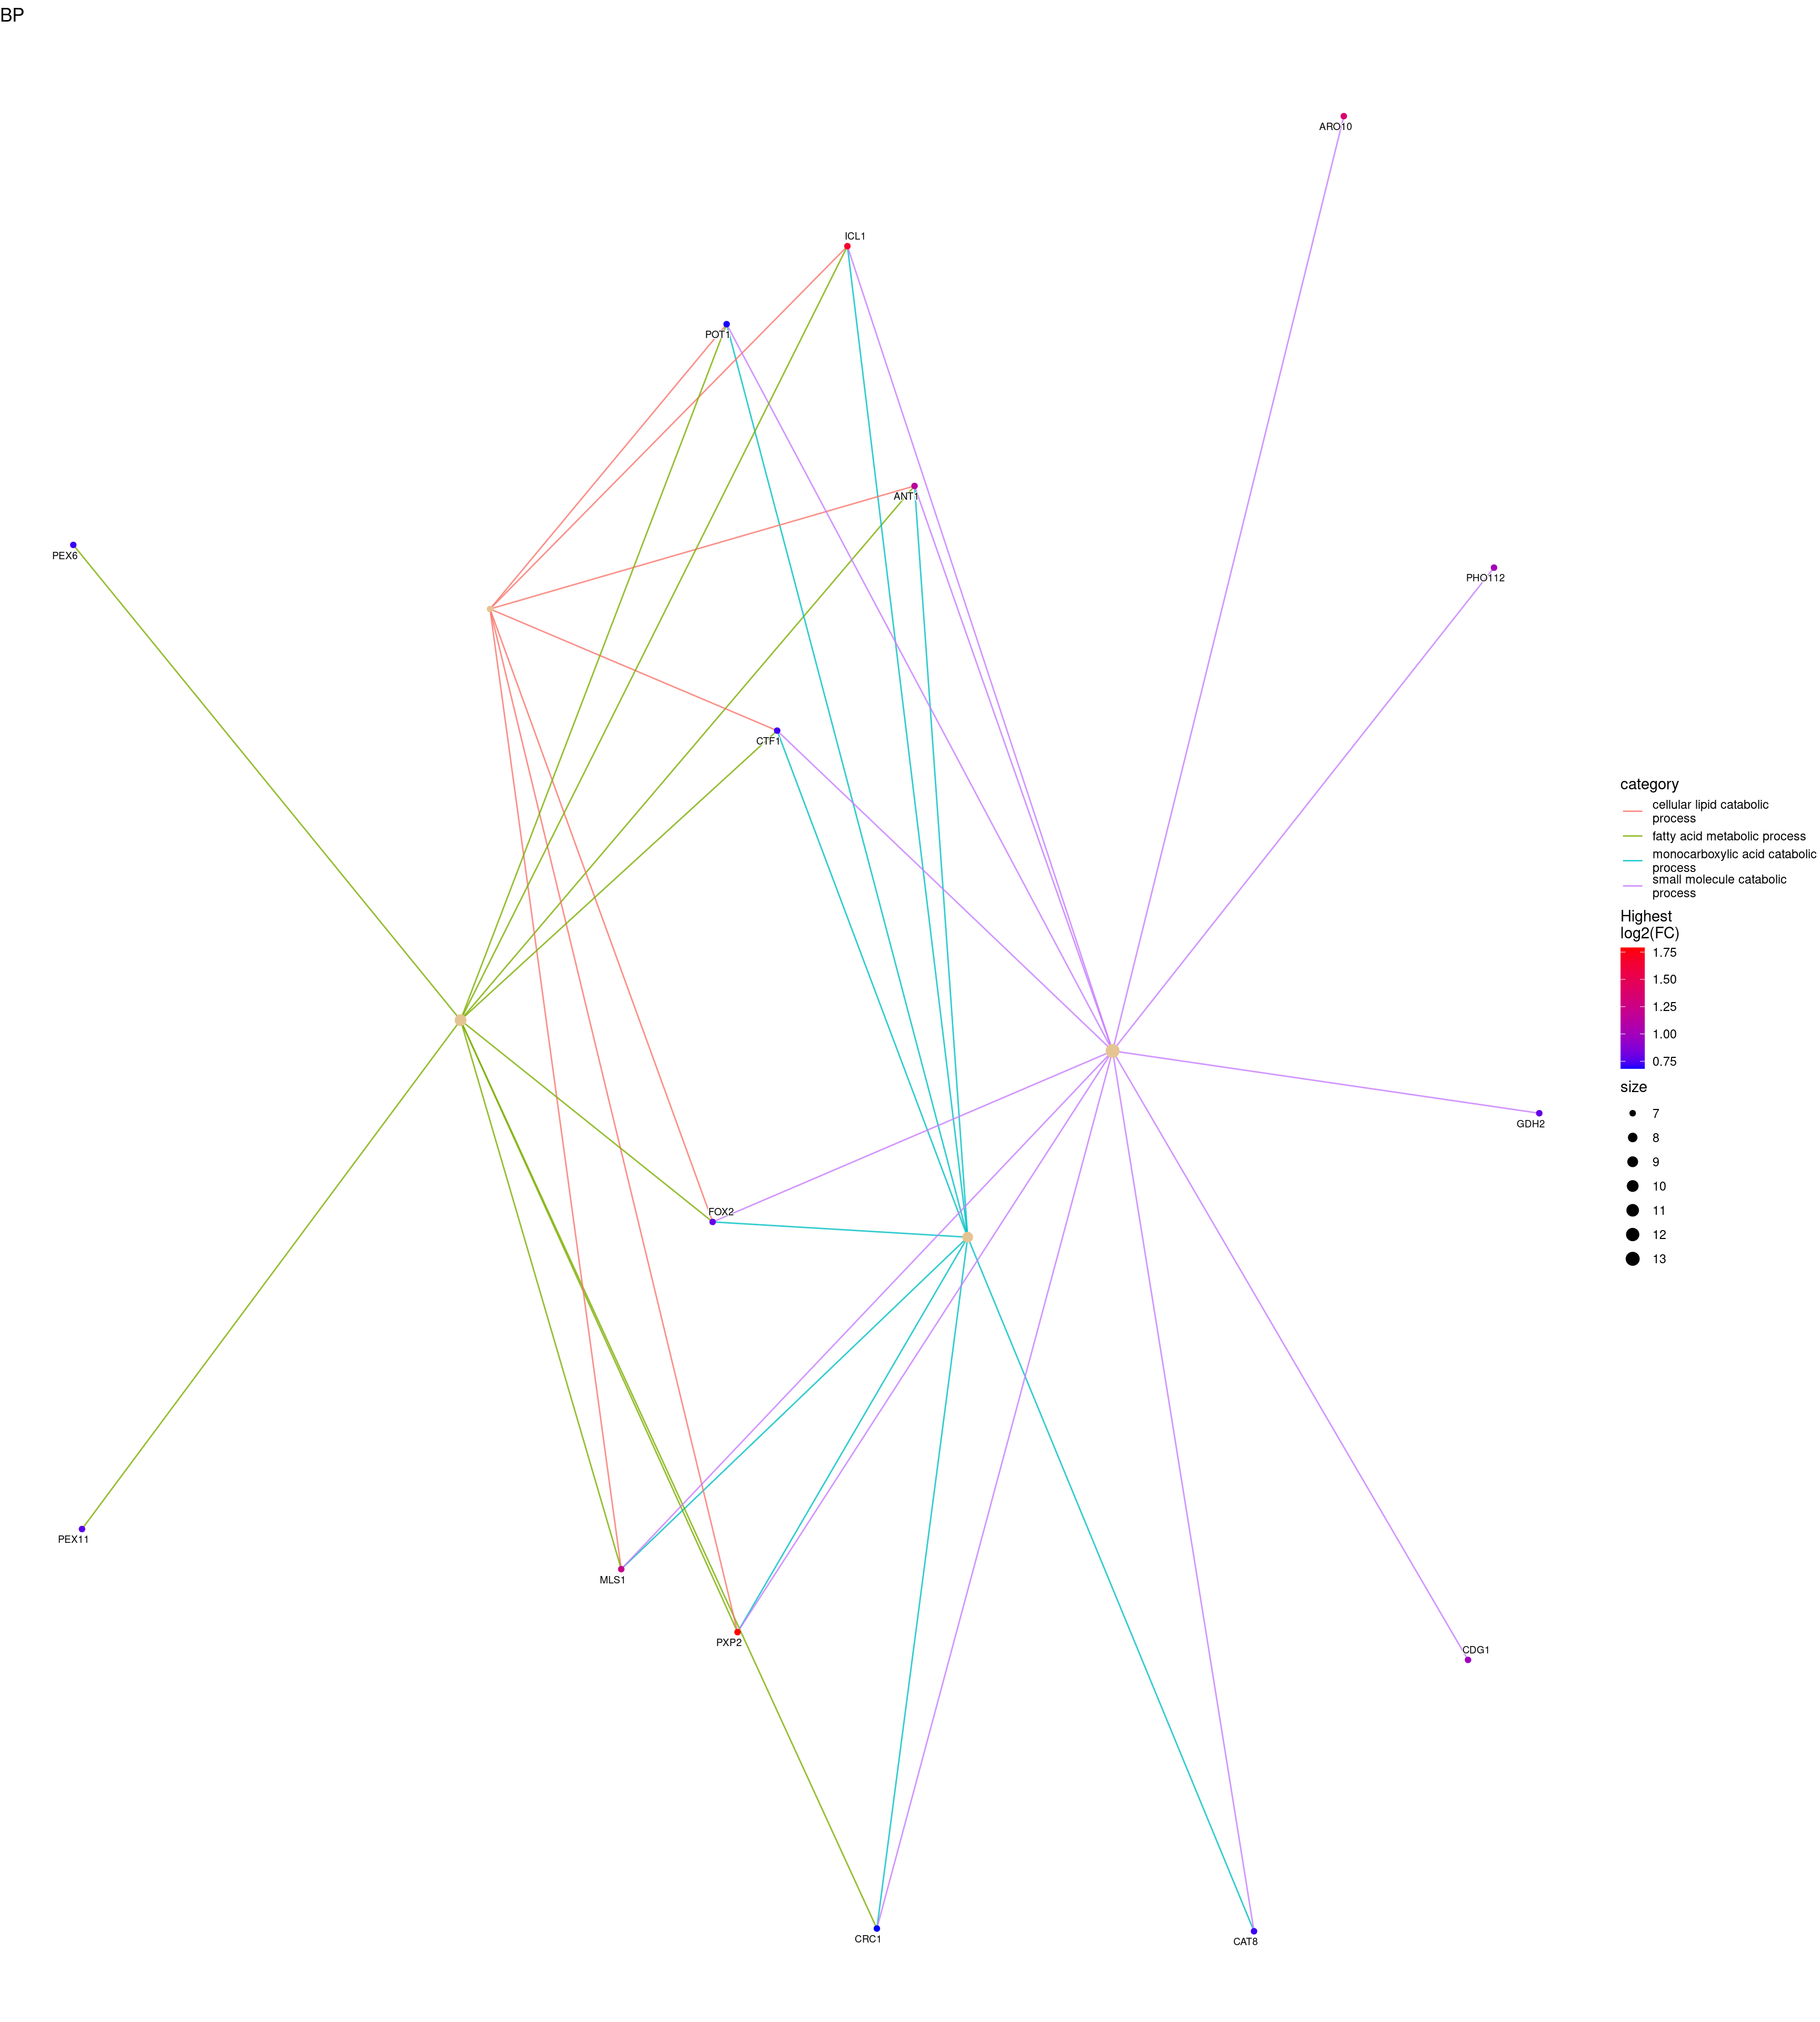 BP
ARO10
ICL1
POT1
ANT1
PEX6
PHO112
CTF1
category
cellular lipid catabolic
process
fatty acid metabolic process
monocarboxylic acid catabolic
process
small molecule catabolic
process
Highest
log2(FC)
1.75
1.50
1.25
1.00
0.75
size
7
8
9
10
11
12
13
GDH2
FOX2
PEX11
MLS1
PXP2
CDG1
CRC1
CAT8